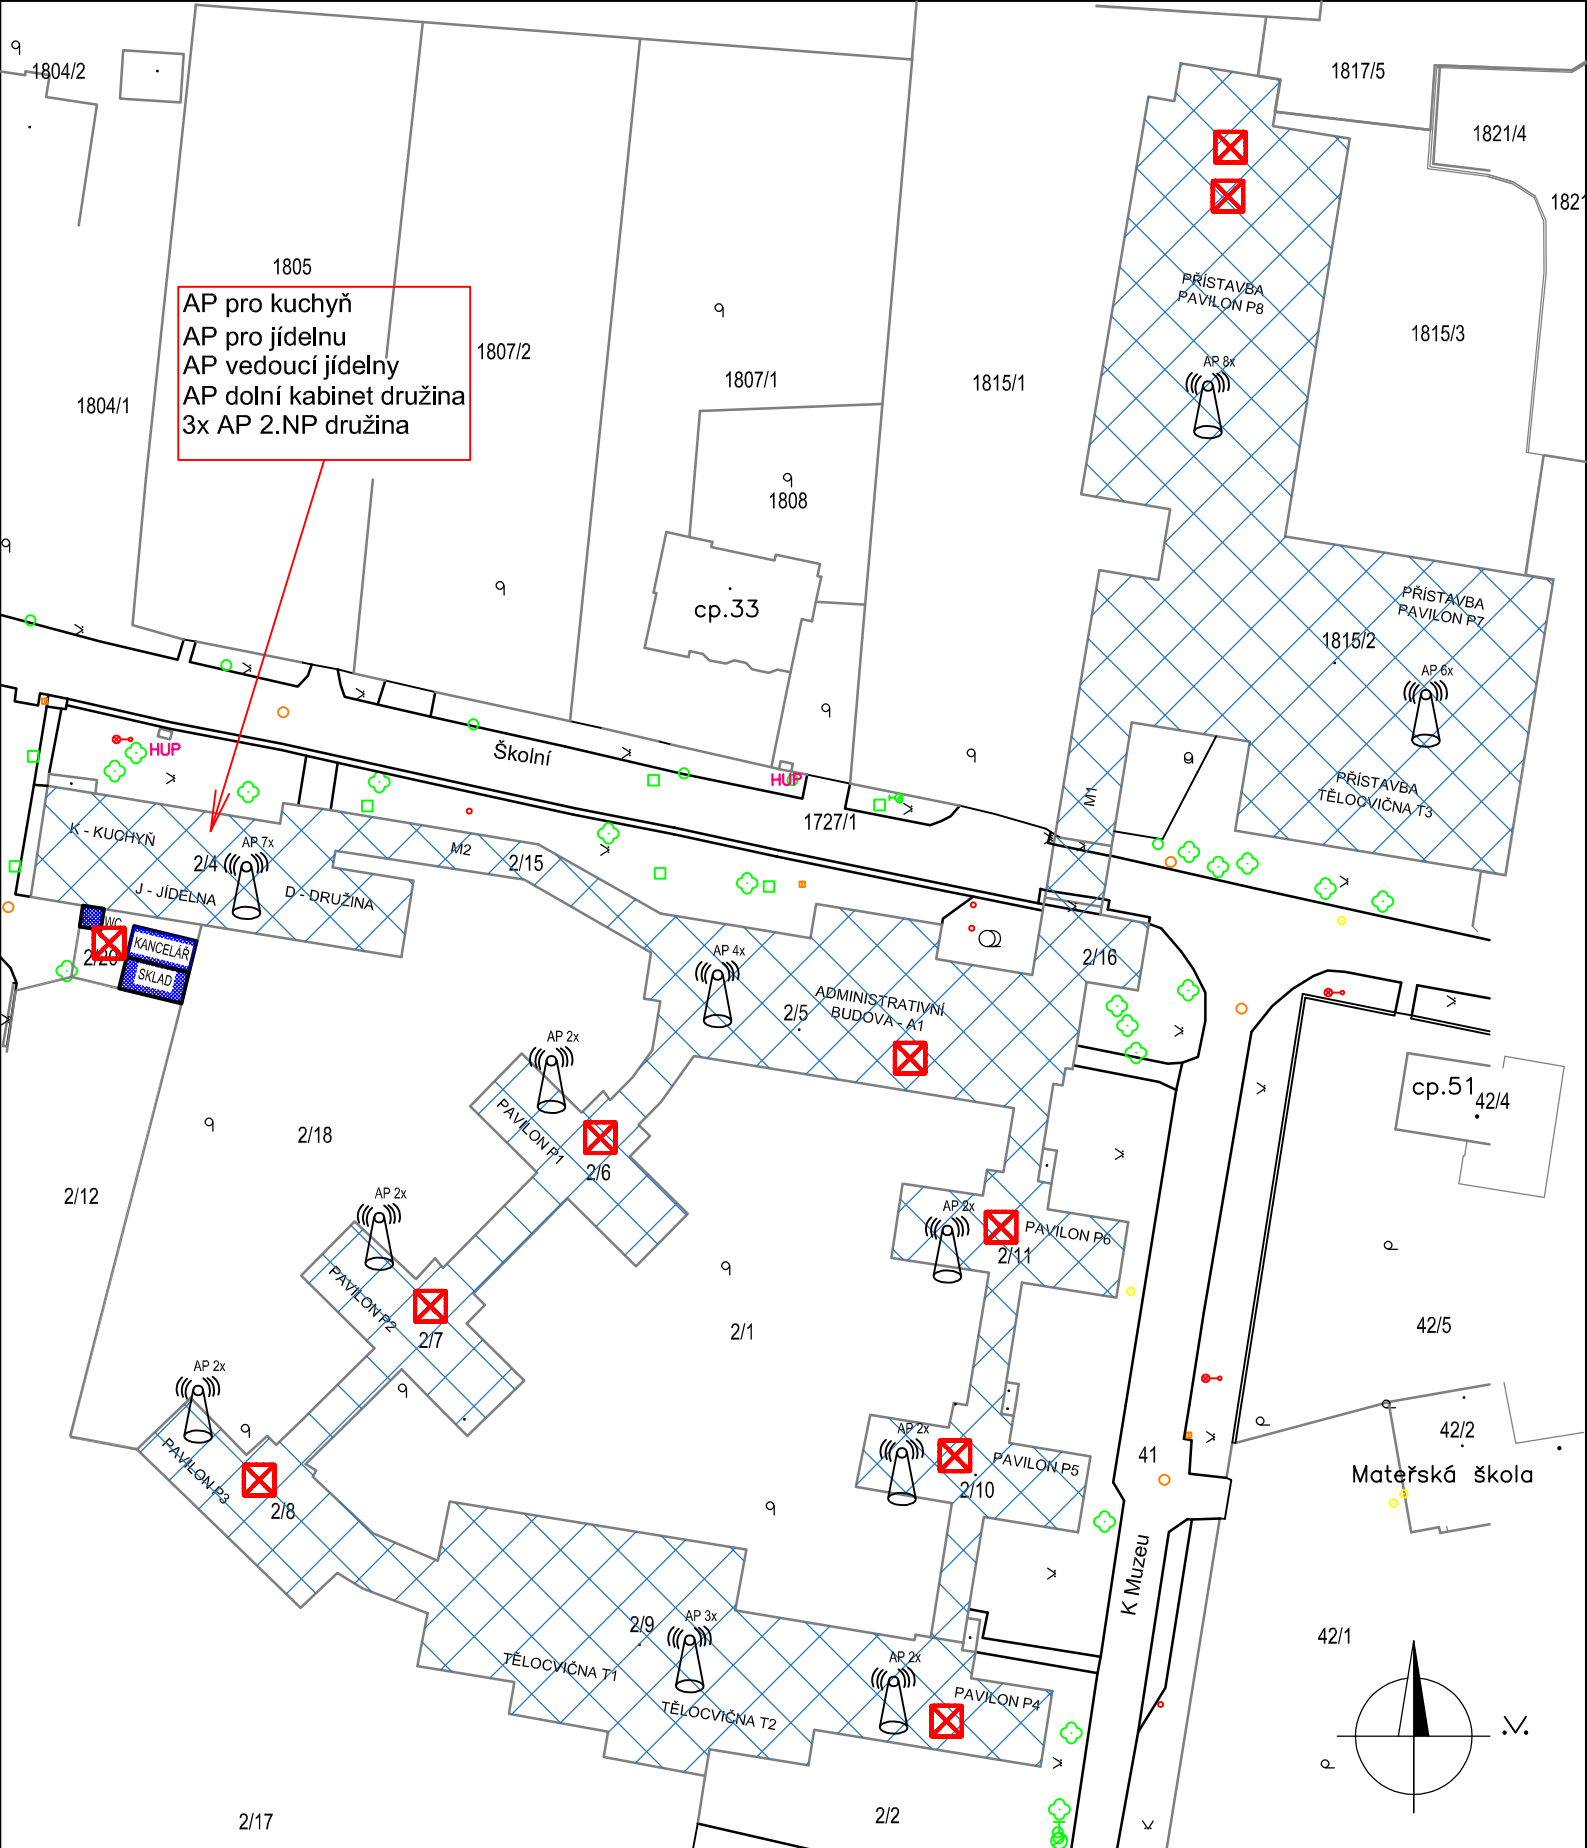 1804/2
1817/5
1821/4
1821
1805
AP pro kuchyň
AP pro jídelnu
AP vedoucí jídelny
AP dolní kabinet družina
3x AP 2.NP družina
1804/1
1807/2
1807/1
1815/1
1815/3
PŘÍSTAVBA
PAVILON P8
AP 8x
1808
cp.33
PŘÍSTAVBA
PAVILON P7
1815/2
AP 6x
PŘÍSTAVBA
TĚLOCVIČNA T3
M1
Školní
HUP
HUP
1727/1
K - KUCHYŇ
2/4
AP 7x
J - JÍDELNA
D - DRUŽINA
M2
2/15
WC
KANCELÁŘ
SKLAD
2/20
AP 4x
ADMINISTRATIVNÍ
BUDOVA - A1
2/5
2/16
AP 2x
PAVILON P1
2/6
2/18
2/12
AP 2x
PAVILON P2
2/7
AP 2x
PAVILON P3
2/8
2/1
AP 2x
PAVILON P6
2/11
AP 2x
PAVILON P5
2/10
41
K Muzeu
cp.51
42/4
42/5
42/2
Mateřská škola
42/1
2/9
AP 3x
TĚLOCVIČNA T1
TĚLOCVIČNA T2
AP 2x
PAVILON P4
2/17
2/2